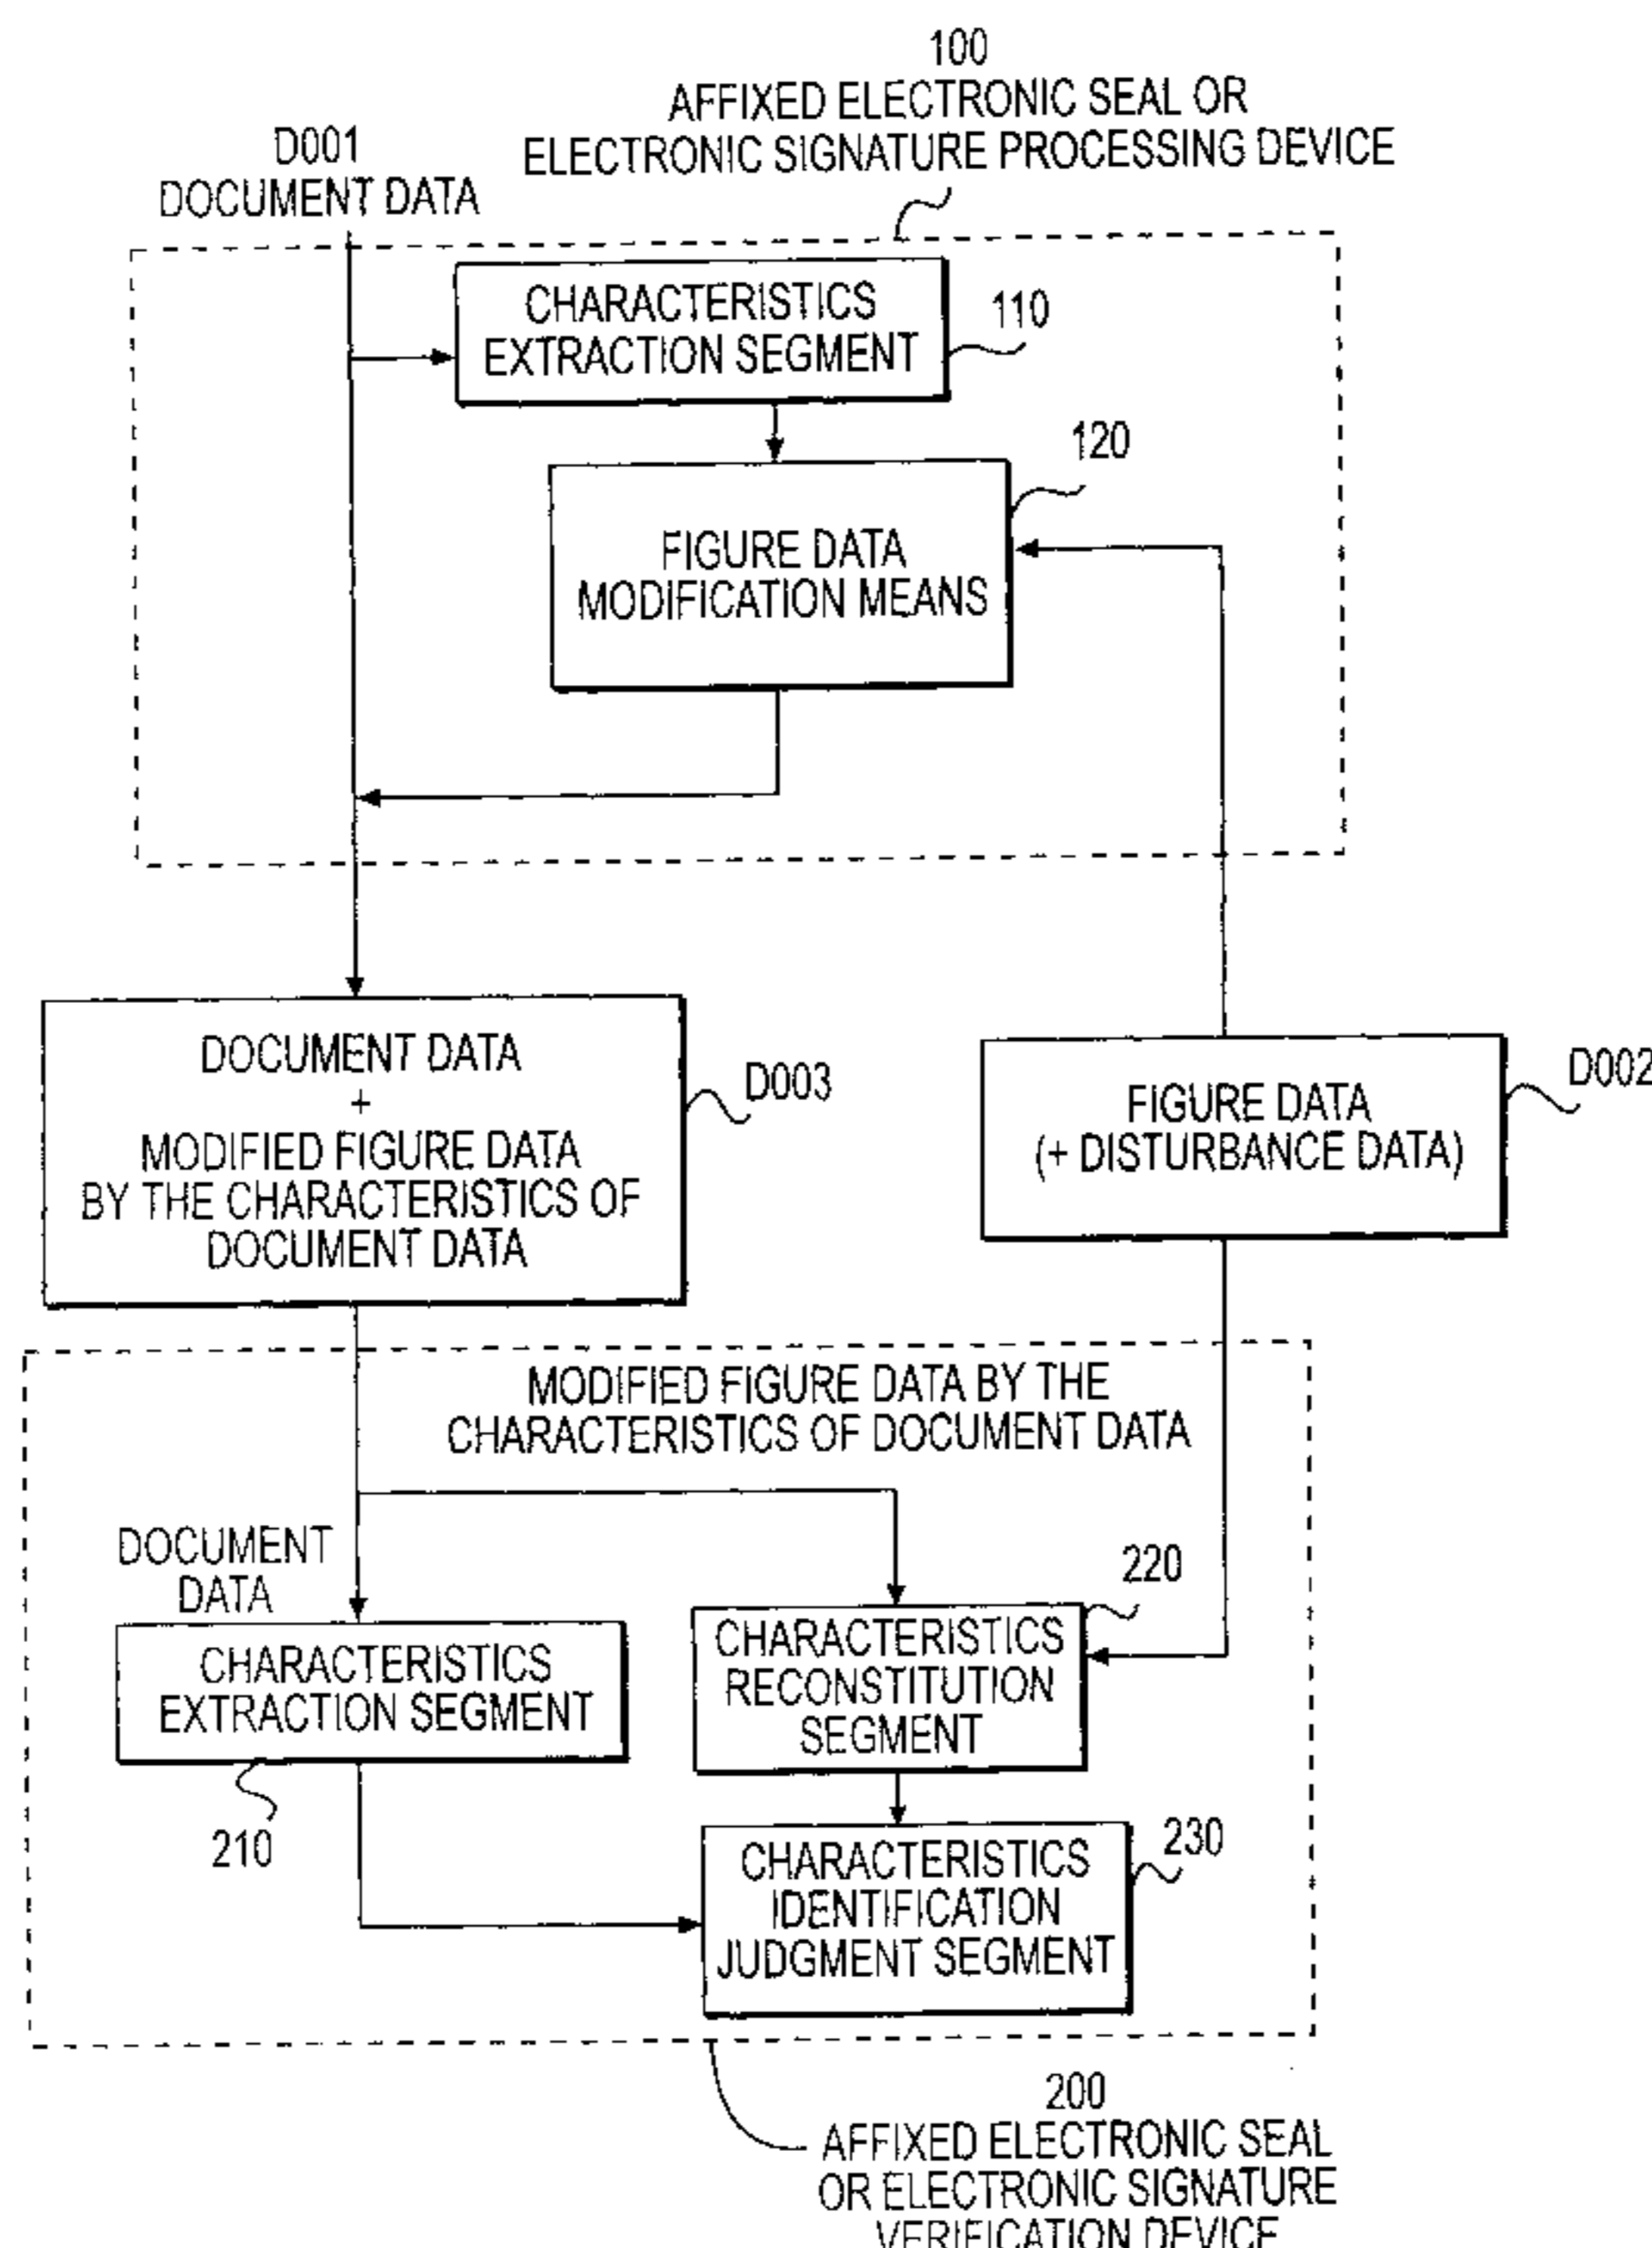 100
AFFIXED ELECTRONIC SEAL OR
ELECTRONIC SIGNATURE PROCESSING DEVICE
D001
DOCUMENT DATA
CHARACTERISTICS
EXTRACTION SEGMENT
110
120
FIGURE DATA
MODIFICATION MEANS
DOCUMENT DATA
+
MODIFIED FIGURE DATA
BY THE CHARACTERISTICS OF
DOCUMENT DATA
D003
FIGURE DATA
(+ DISTURBANCE DATA)
D002
MODIFIED FIGURE DATA BY THE
CHARACTERISTICS OF DOCUMENT DATA
DOCUMENT
DATA
220
CHARACTERISTICS
EXTRACTION SEGMENT
210
CHARACTERISTICS
RECONSTITUTION
SEGMENT
230
CHARACTERISTICS
IDENTIFICATION
JUDGMENT SEGMENT
200
AFFIXED ELECTRONIC SEAL
OR ELECTRONIC SIGNATURE
VERIFICATION DEVICE